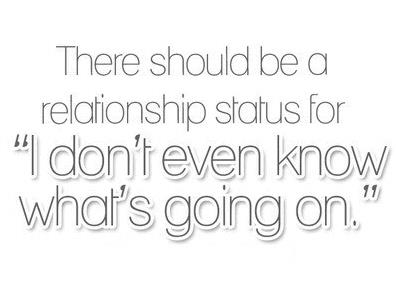 There should be a
relationship status for
"I don't even know
what's going on."